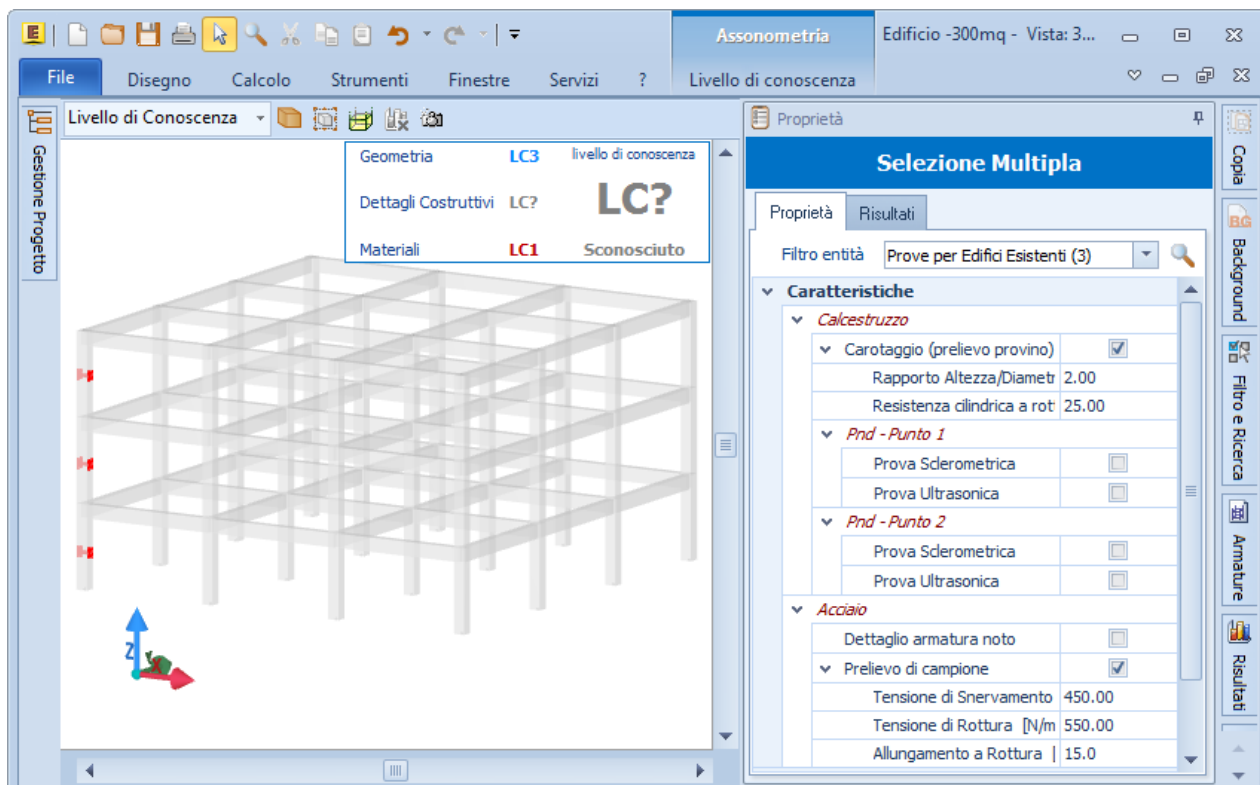 Assonometria
Edificio -300mq - Vista: 3...
File
Disegno
Calcolo
Strumenti
Finestre
Servizi
?
Livello di conoscenza
Gestione Progetto
Livello di Conoscenza
Geometria LC3
livello di conoscenza
Dettagli Costruttivi LC?
LC?
Materiali LC1
Sconosciuto
Z
X
Proprietà
Selezione Multipla
Proprietà
Risultati
Filtro entità Prove per Edifici Esistenti (3)
Caratteristiche
Calcestruzzo
Carotaggio (prelievo provino)
Rapporto Altezza/Diametr 2.00
Resistenza cilindrica a rot 25.00
Pnd - Punto 1
Prova Sclerometrica
Prova Ultrasonica
Pnd - Punto 2
Prova Sclerometrica
Prova Ultrasonica
Acciaio
Dettaglio armatura noto
Prelievo di campione
Tensione di Snervamento 450.00
Tensione di Rottura [N/m 550.00
Allungamento a Rottura [ 15.0
Copia
BG
Background
Filtro e Ricerca
Armature
Risultati